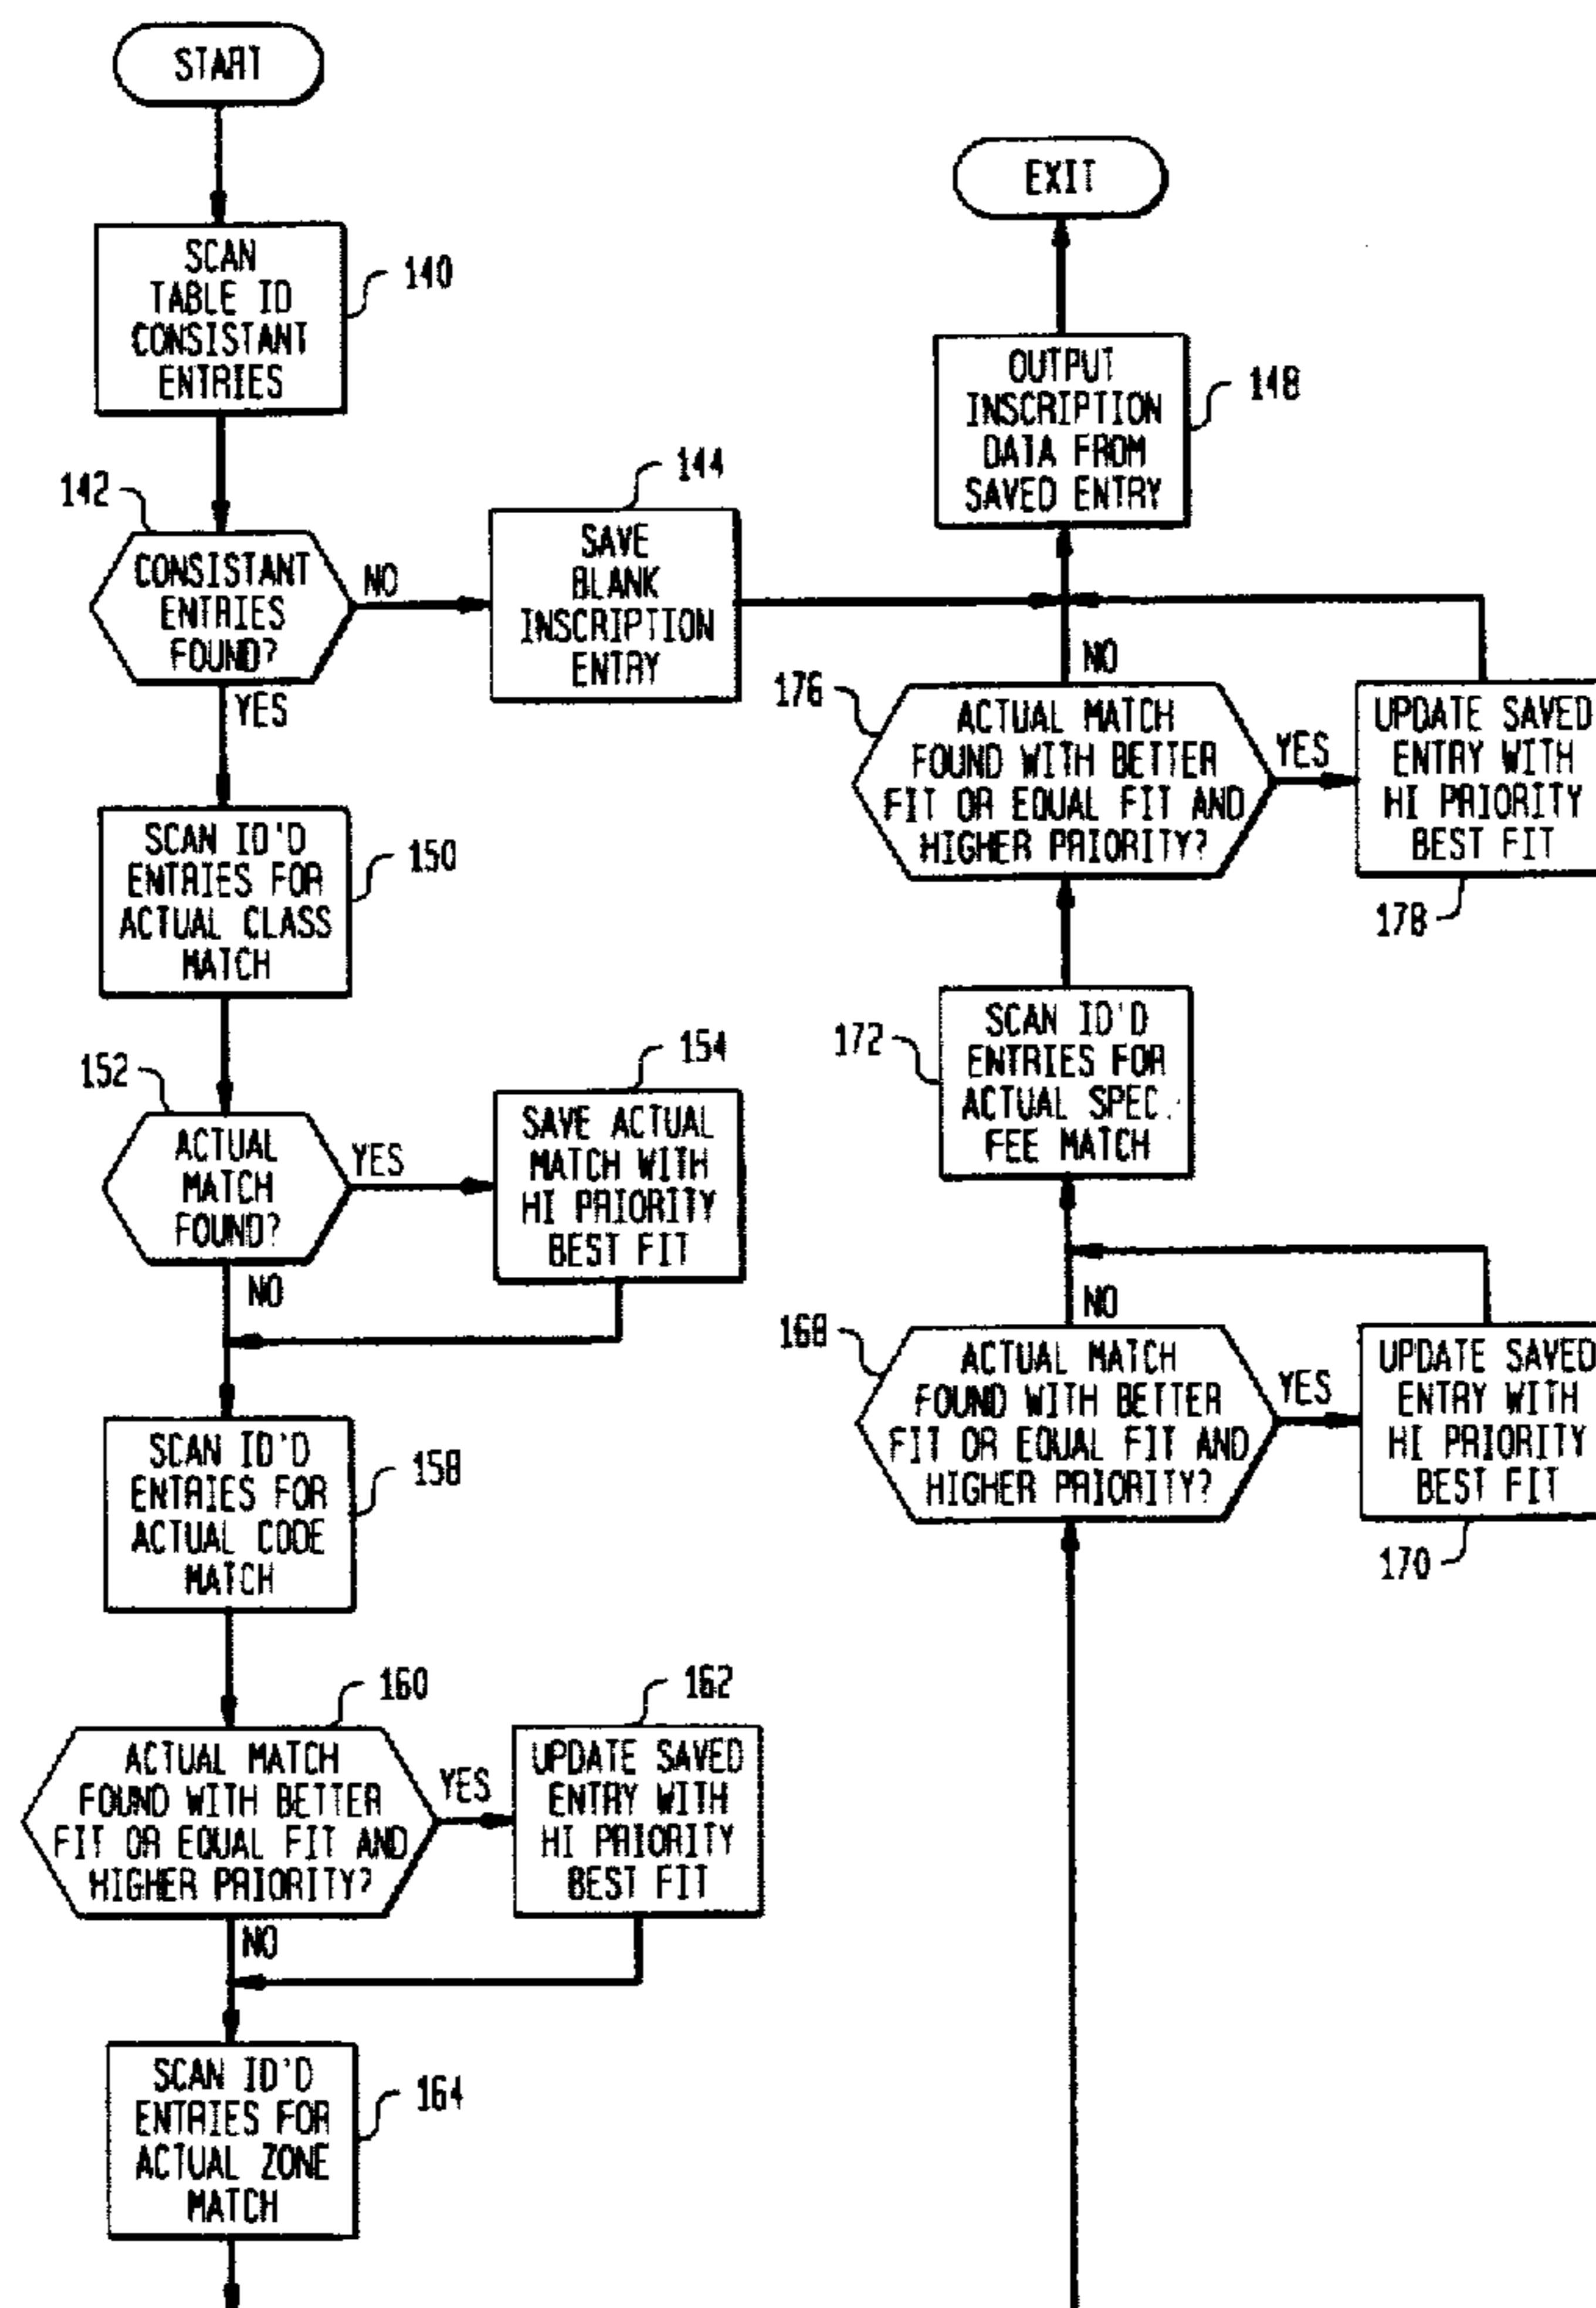 START
SCAN
TABLE ID
CONSISTANT
ENTRIES
140
142
CONSISTANT
ENTRIES
FOUND?
NO
YES
144
SAVE
BLANK
INSCRIPTION
ENTRY
SCAN ID'D
ENTRIES FOR
ACTUAL CLASS
MATCH
150
152
ACTUAL
MATCH
FOUND?
YES
NO
154
SAVE ACTUAL
MATCH WITH
HI PRIORITY
BEST FIT
SCAN ID'D
ENTRIES FOR
ACTUAL CODE
MATCH
158
160
ACTUAL MATCH
FOUND WITH BETTER
FIT OR EQUAL FIT AND
HIGHER PRIORITY?
YES
NO
162
UPDATE SAVED
ENTRY WITH
HI PRIORITY
BEST FIT
SCAN ID'D
ENTRIES FOR
ACTUAL ZONE
MATCH
164
EXIT
OUTPUT
INSCRIPTION
DATA FROM
SAVED ENTRY
148
NO
176
ACTUAL MATCH
FOUND WITH BETTER
FIT OR EQUAL FIT AND
HIGHER PRIORITY?
YES
UPDATE SAVED
ENTRY WITH
HI PRIORITY
BEST FIT
178
172
SCAN ID'D
ENTRIES FOR
ACTUAL SPEC.
FEE MATCH
NO
168
ACTUAL MATCH
FOUND WITH BETTER
FIT OR EQUAL FIT AND
HIGHER PRIORITY?
YES
UPDATE SAVED
ENTRY WITH
HI PRIORITY
BEST FIT
170